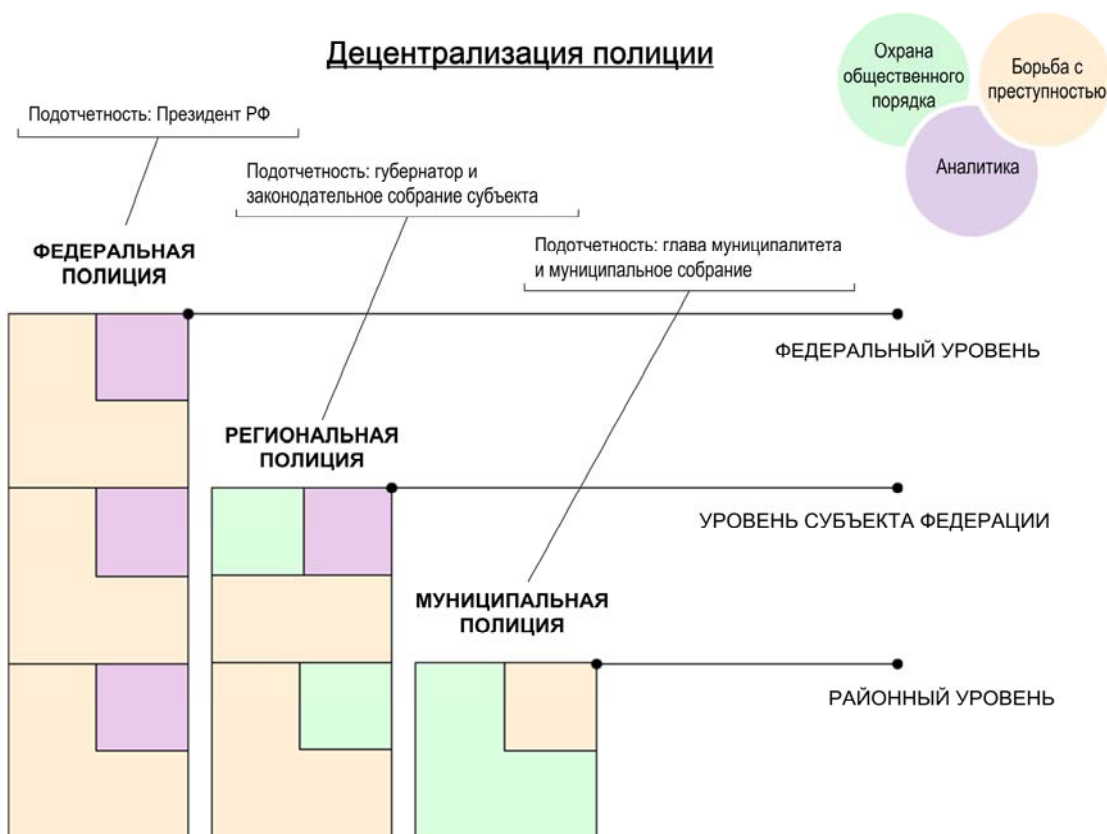 Децентрализация полиции
Охрана
общественного
порядка
Борьба с
преступностью
Аналитика
Подотчетность: Президент РФ
Подотчетность: губернатор и
законодательное собрание субъекта
Подотчетность: глава муниципалитета
и муниципальное собрание
ФЕДЕРАЛЬНАЯ
ПОЛИЦИЯ
ФЕДЕРАЛЬНЫЙ УРОВЕНЬ
РЕГИОНАЛЬНАЯ
ПОЛИЦИЯ
УРОВЕНЬ СУБЪЕКТА ФЕДЕРАЦИИ
МУНИЦИПАЛЬНАЯ
ПОЛИЦИЯ
РАЙОННЫЙ УРОВЕНЬ